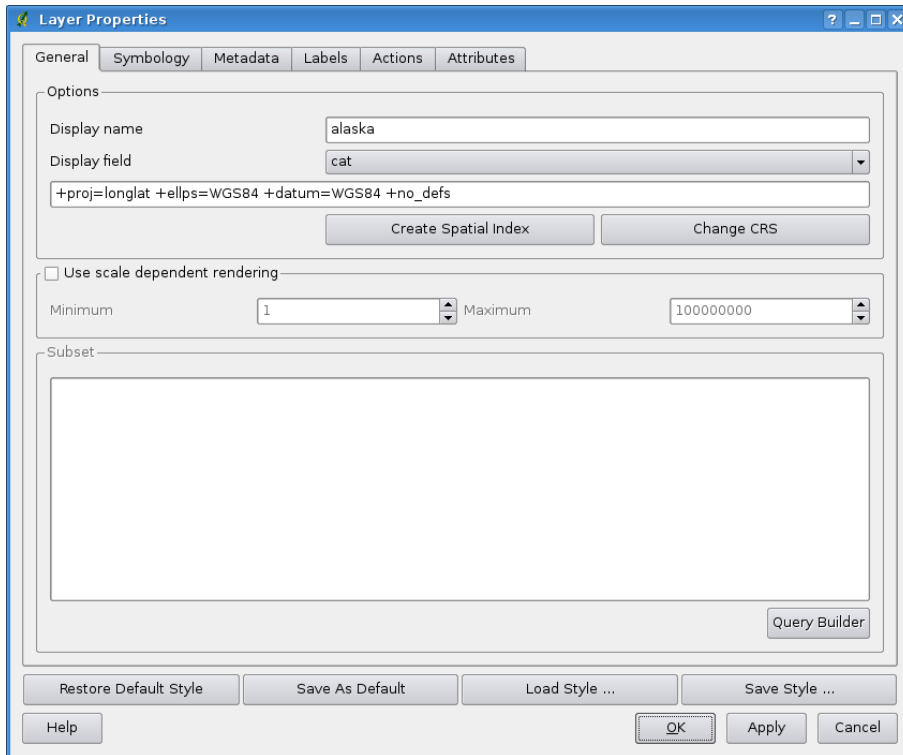 Layer Properties
General Symbology Metadata Labels Actions Attributes
Options
Display name alaska
Display field cat
+proj=longlat +ellps=WGS84 +datum=WGS84 +no_defs
Create Spatial Index Change CRS
Use scale dependent rendering
Minimum 1 Maximum 100000000
Subset
Query Builder
Restore Default Style Save As Default Load Style ... Save Style ...
Help OK Apply Cancel